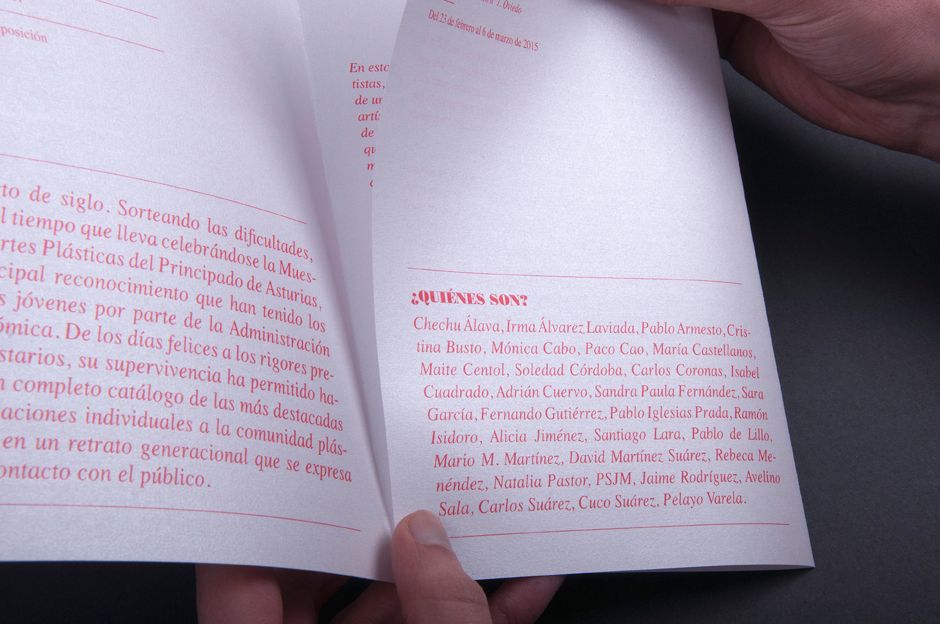 posición
to de siglo. Sorteando las dificultades,
l tiempo que lleva celebrándose la Mues-
rtes Plásticas del Principado de Asturias,
cipal reconocimiento que han tenido los
s jóvenes por parte de la Administración
ómica. De los días felices a los rigores pre-
starios, su supervivencia ha permitido ha-
n completo catálogo de las más destacadas
aciones individuales a la comunidad plás-
en un retrato generacional que se expresa
ontacto con el público.
En esto
tistas,
de un
artí
de
qu
m
1. Oviedo
Del 23 de febrero al 6 de marzo de 2015
¿QUIÉNES SON?
Chechu Álava, Irma Álvarez Laviada, Pablo Armesto, Cris-
tina Busto, Mónica Cabo, Paco Cao, María Castellanos,
Maite Centol, Soledad Córdoba, Carlos Coronas, Isabel
Cuadrado, Adrián Cuervo, Sandra Paula Fernández, Sara
García, Fernando Gutiérrez, Pablo Iglesias Prada, Ramón
Isidoro, Alicia Jiménez, Santiago Lara, Pablo de Lillo,
Mario M. Martínez, David Martínez Suárez, Rebeca Me-
néndez, Natalia Pastor, PSJM, Jaime Rodríguez, Avelino
Sala, Carlos Suárez, Cuco Suárez, Pelayo Varela.